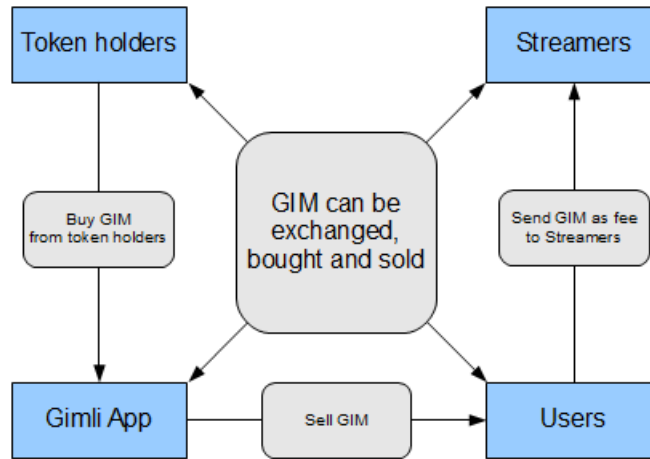 Token holders
Streamers
GIM can be
exchanged,
bought and sold
Buy GIM
from token holders
Send GIM as fee
to Streamers
Gimli App
Sell GIM
Users